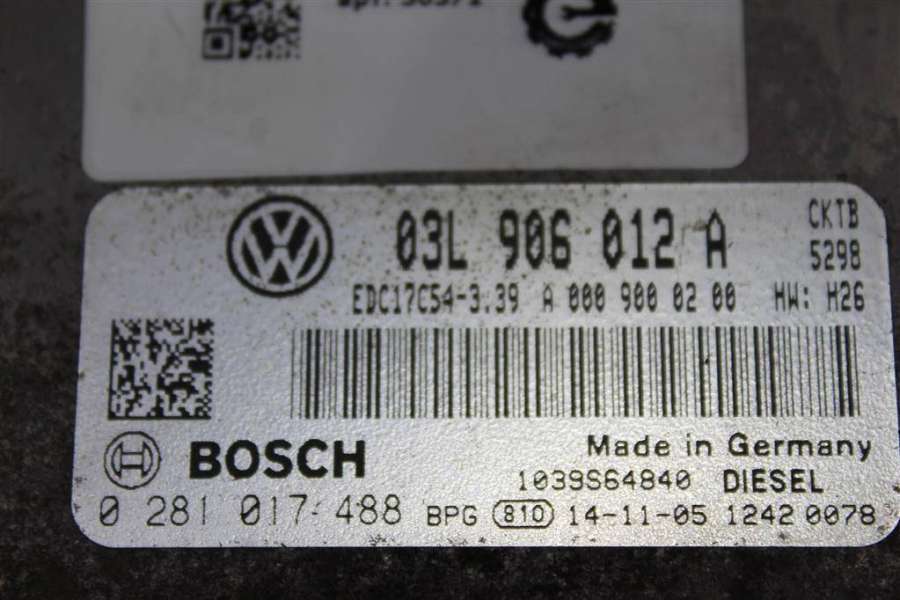 03L 906 012 A
CKTB
5298
EDC17C54-3.39 A 000 900 02 00 HW: H26
BOSCH
Made in Germany
1039S64840 DIESEL
0 281 017 488 BPG 810 14-11-05 1242 0078